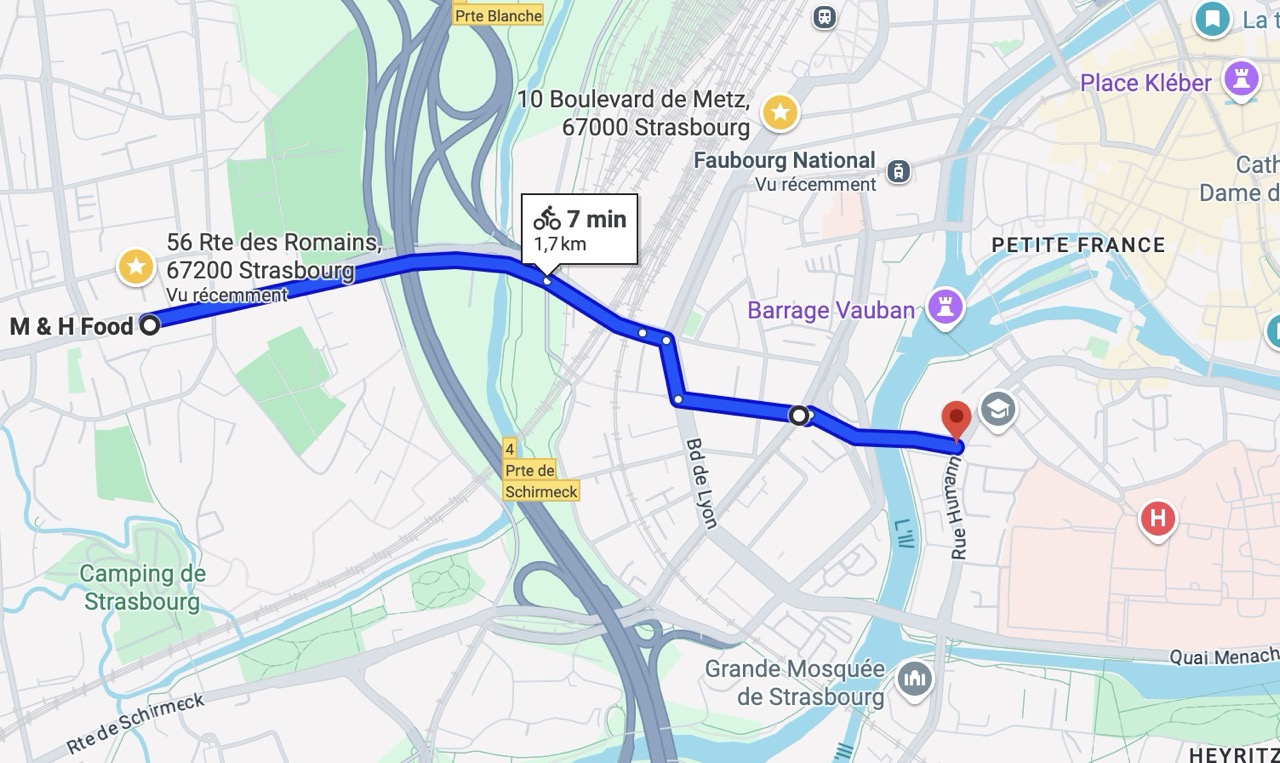 Prte Blanche
La t
Place Kléber
10 Boulevard de Metz,
67000 Strasbourg
Faubourg National
Vu récemment
Cath
Dame d
7 min
1,7 km
56 Rte des Romains,
67200 Strasbourg
Vu récemment
PETITE FRANCE
Barrage Vauban
M & H Food
4
Prte de
Schirmeck
Bd de Lyon
Rue Humann
L'Ill
H
Camping de
Strasbourg
Quai Menach
Grande Mosquée
de Strasbourg
Rte de Schirmeck
Ill
HEYRITZ